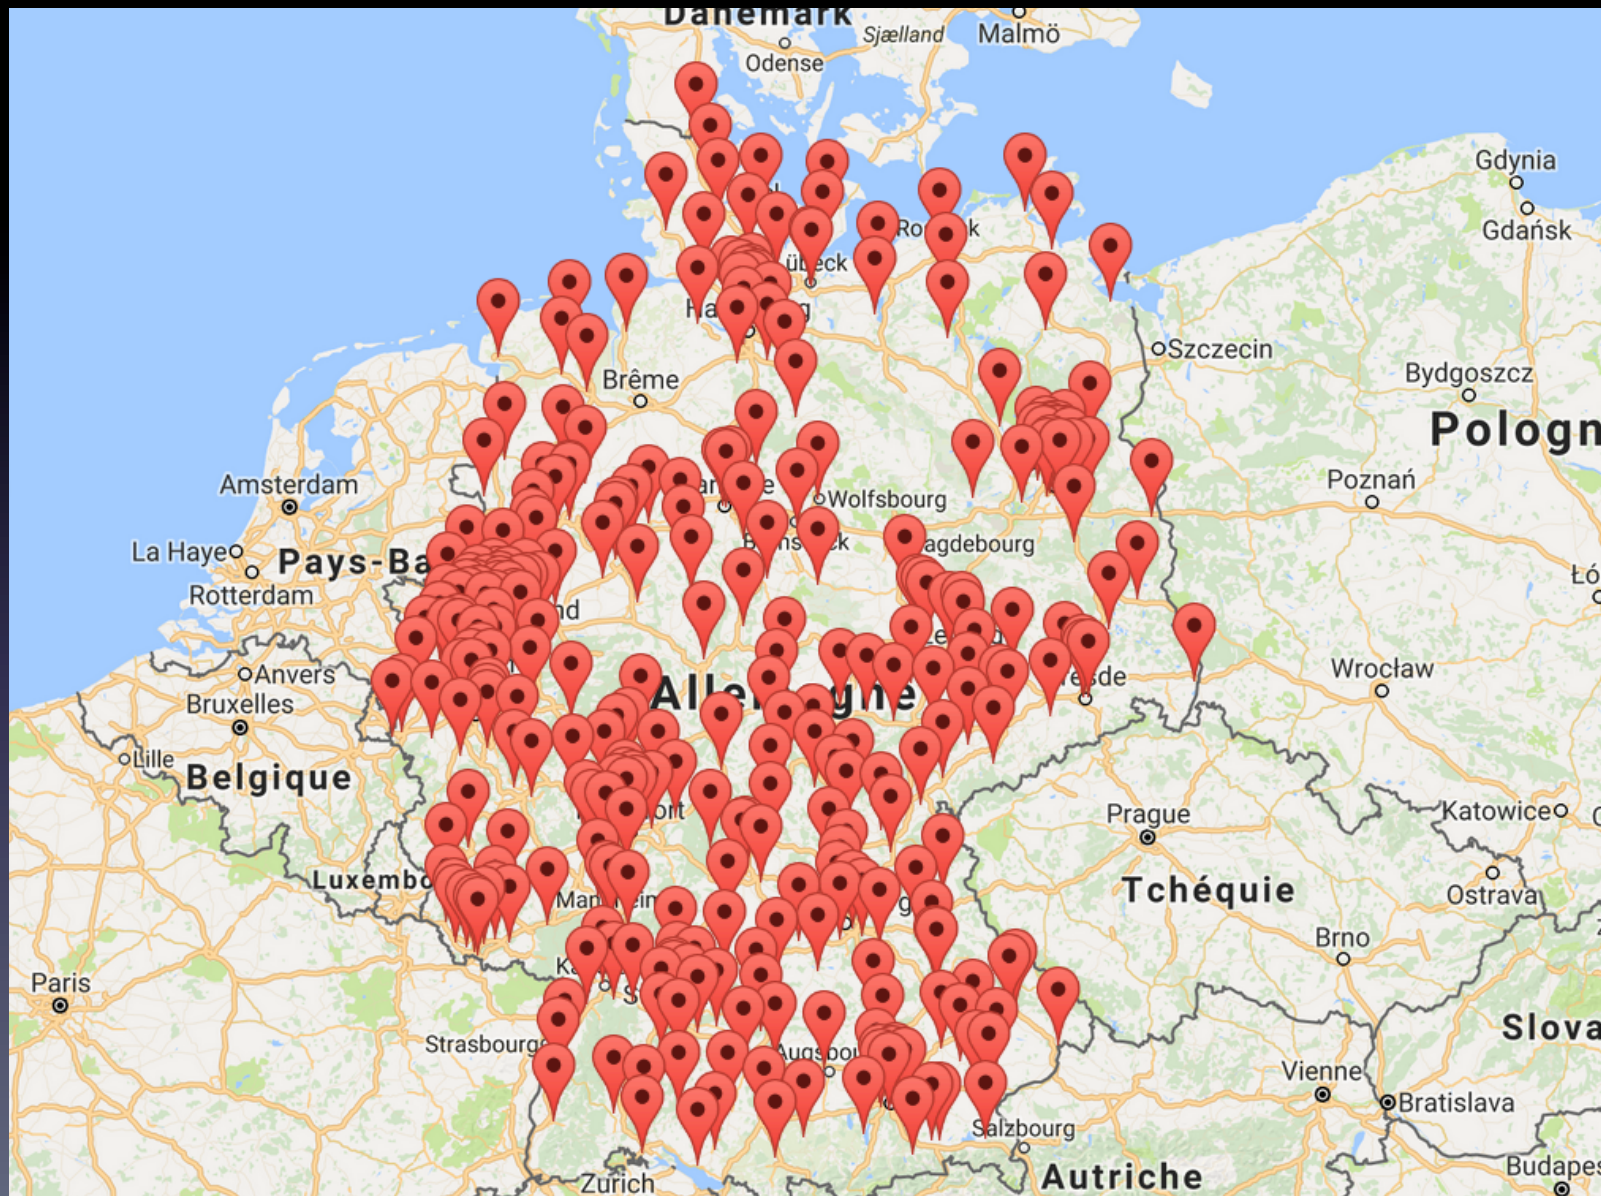 Danemark
Sjælland
Malmö
Odense
Gdynia
Gdańsk
Szczecin
Brême
Bydgoszcz
Pologn
Amsterdam
Poznań
Wolfsbourg
La Haye
Pays-Ba
agdebourg
Rotterdam
Łó
Anvers
Wrocław
Bruxelles
Allemagne
Lille
Belgique
Prague
Katowice
Luxembo
Tchéquie
Ostrava
Brno
Paris
Slova
Strasbourg
Augsbou
Vienne
Bratislava
Salzbourg
Autriche
Zurich
Budapes